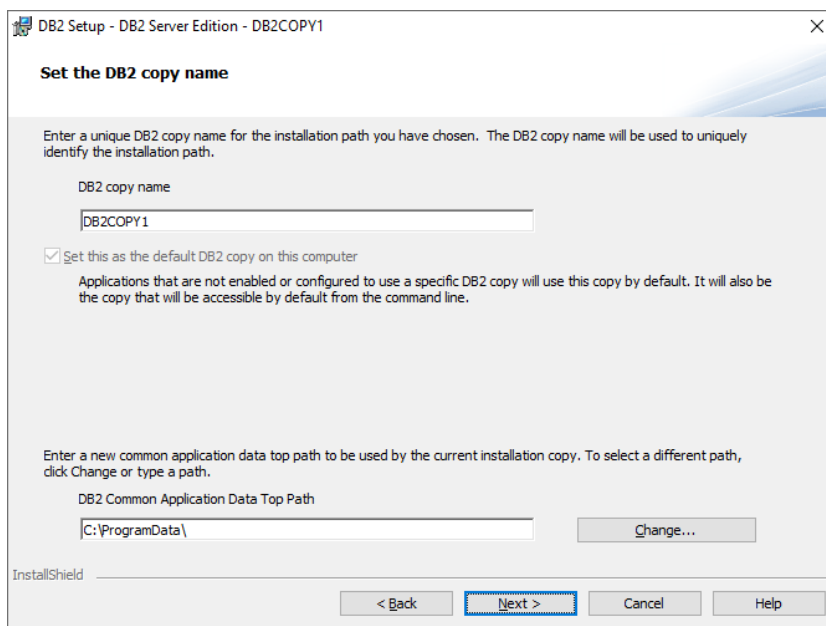 DB2 Setup - DB2 Server Edition - DB2COPY1
Set the DB2 copy name
Enter a unique DB2 copy name for the installation path you have chosen.  The DB2 copy name will be used to uniquely
identify the installation path.
DB2 copy name
DB2COPY1
Set this as the default DB2 copy on this computer
Applications that are not enabled or configured to use a specific DB2 copy will use this copy by default. It will also be
the copy that will be accessible by default from the command line.
Enter a new common application data top path to be used by the current installation copy. To select a different path,
click Change or type a path.
DB2 Common Application Data Top Path
C:\ProgramData\
Change...
InstallShield
< Back
Next >
Cancel
Help